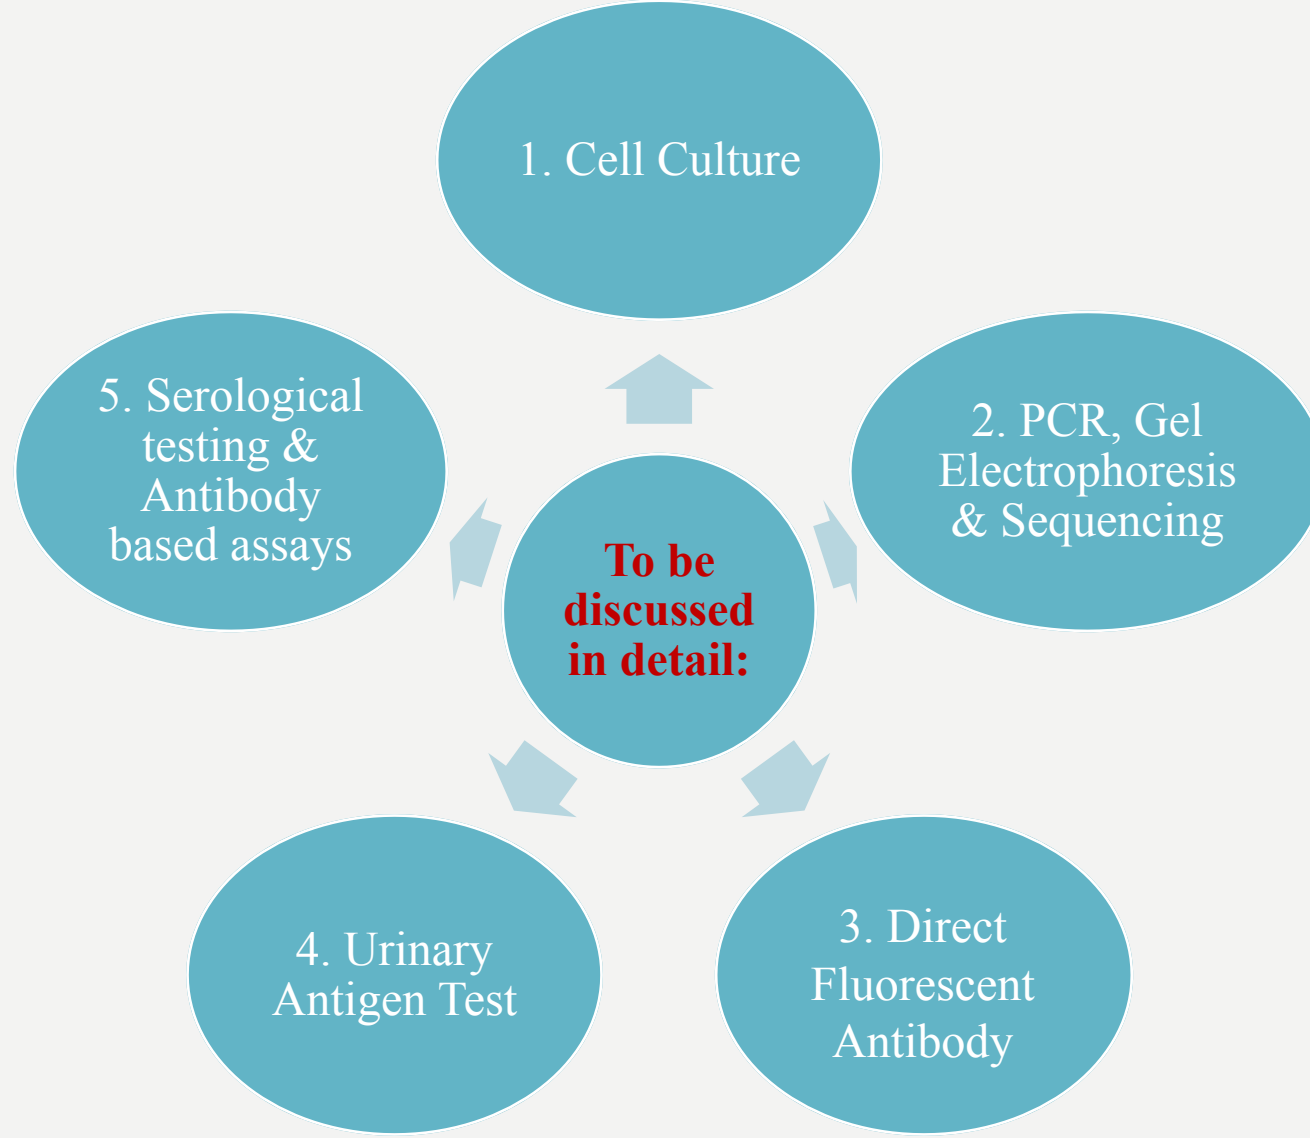 1. Cell Culture
2. PCR, Gel
Electrophoresis
& Sequencing
3. Direct
Fluorescent
Antibody
4. Urinary
Antigen Test
5. Serological
testing &
Antibody
based assays
To be
discussed
in detail: